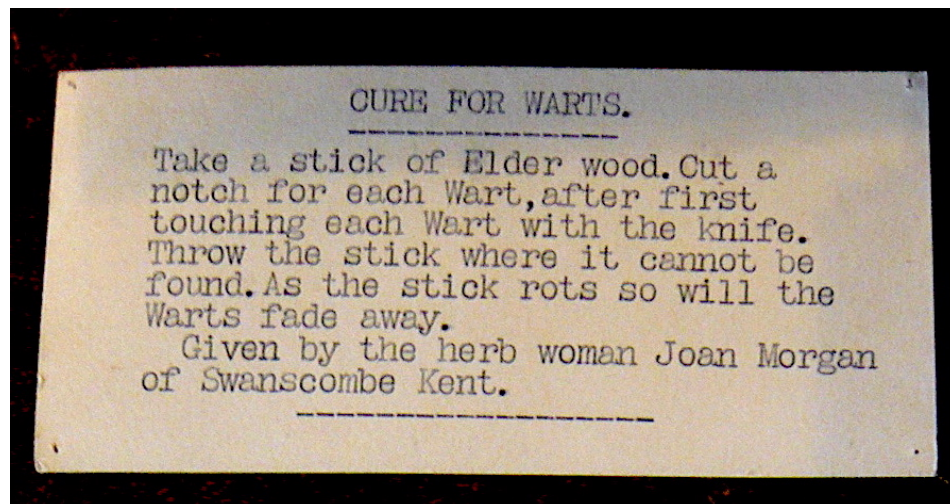 CURE FOR WARTS.
---------------
Take a stick of Elder wood.Cut a
notch for each Wart,after first
touching each Wart with the knife.
Throw the stick where it cannot be
found.As the stick rots so will the
Warts fade away.
Given by the herb woman Joan Morgan
of Swanscombe Kent.
--------------------